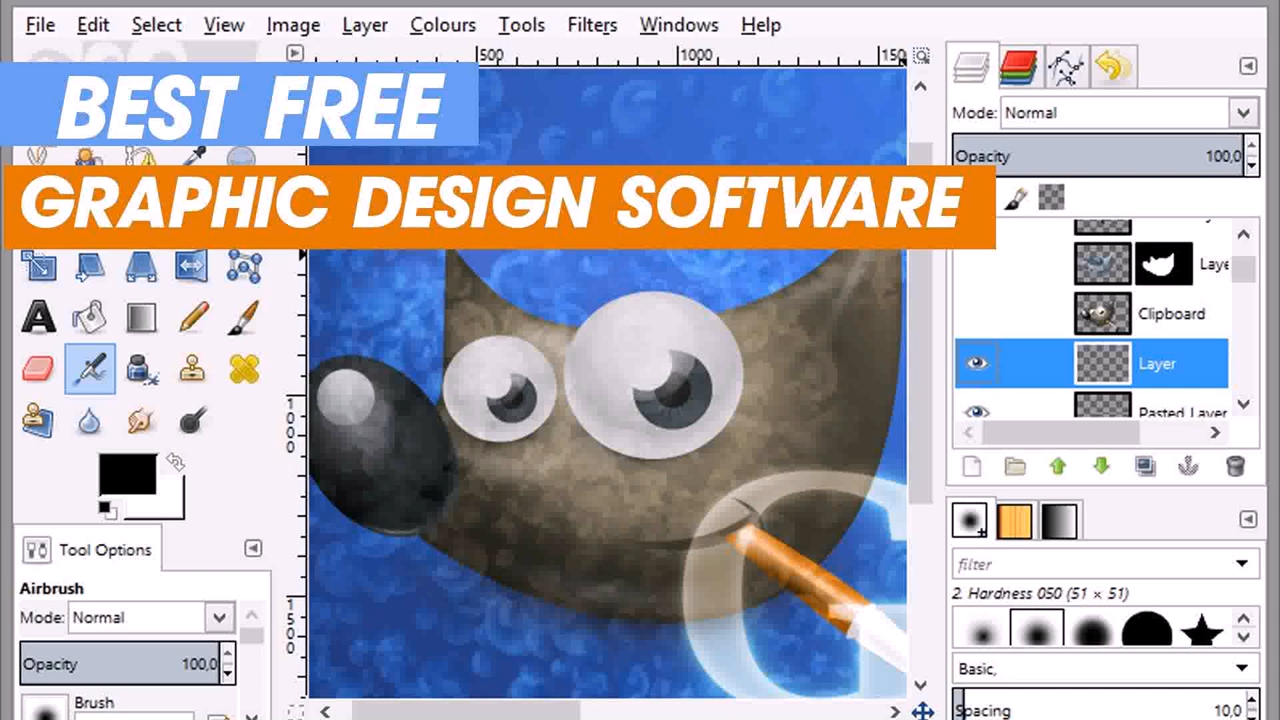 File Edit Select View Image Layer Colours Tools Filters Windows Help
500 1000 150
BEST FREE
GRAPHIC DESIGN SOFTWARE
Mode: Normal
Opacity 100,0
Laye
Clipboard
Layer
Pasted Layer
1000
1500
Tool Options
Airbrush
Mode: Normal
Opacity 100,0
Brush
filter
2. Hardness 050 (51 × 51)
Basic,
Spacing 10,0